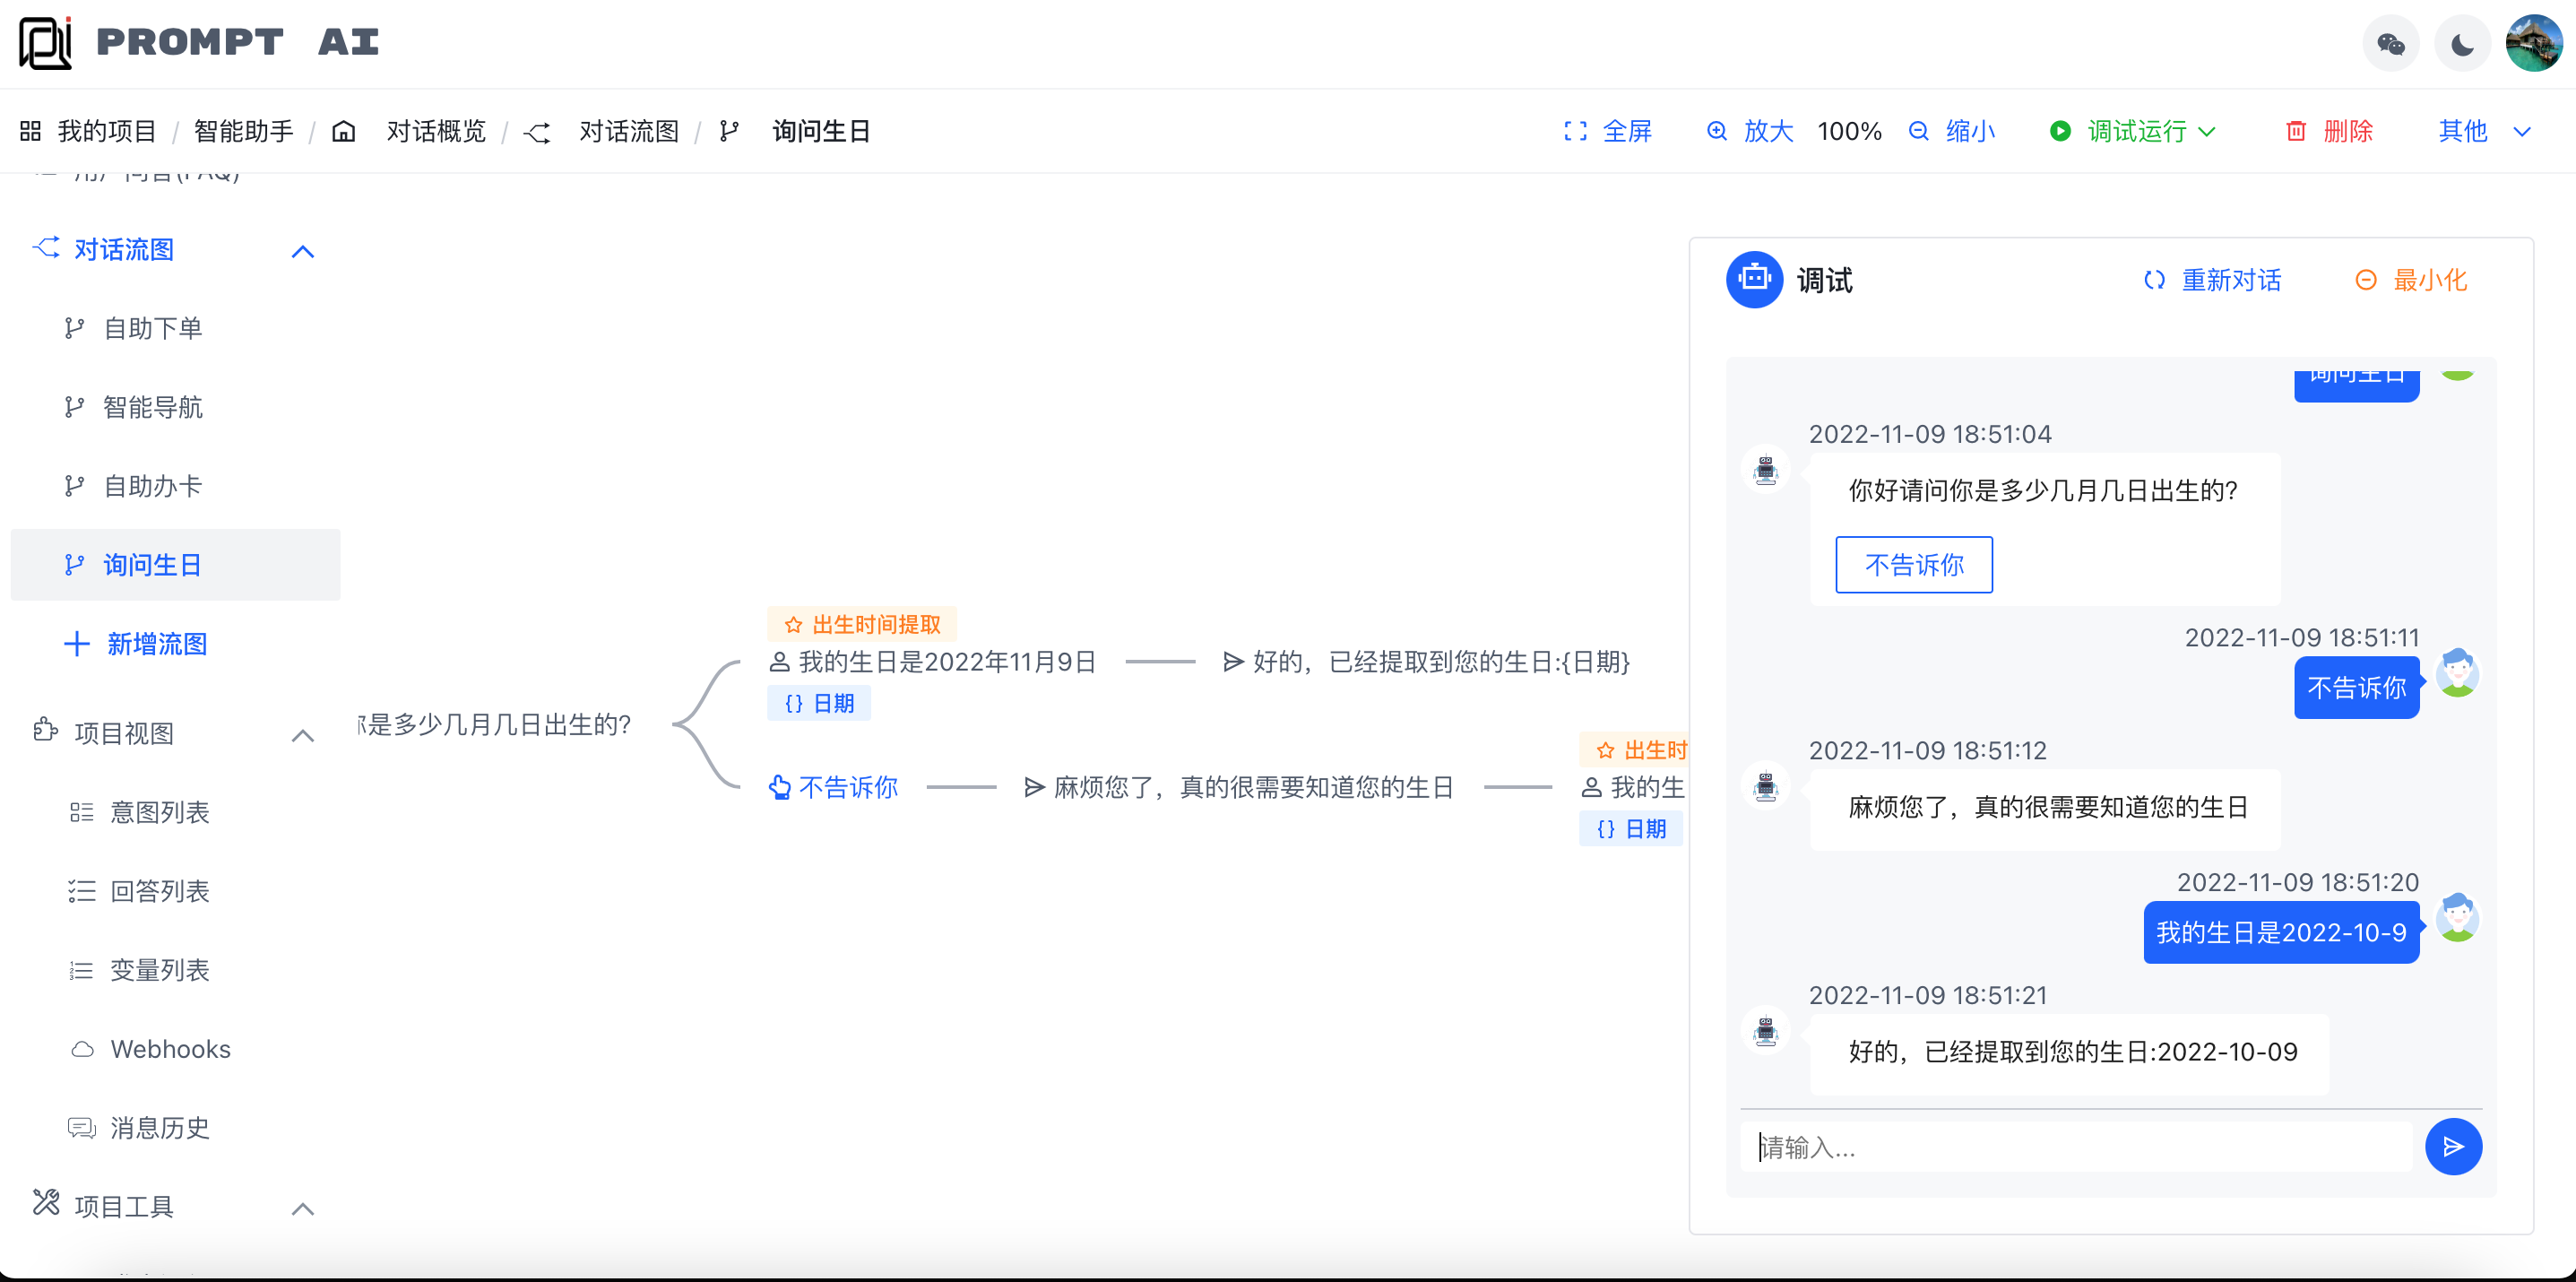 PROMPT AI
我的项目 / 智能助手 / 对话概览 / 对话流图 / 询问生日
全屏 放大 100% 缩小 调试运行 删除 其他
用户问答(FAQ)
对话流图
自助下单
智能导航
自助办卡
询问生日
新增流图
项目视图
意图列表
回答列表
变量列表
Webhooks
消息历史
项目工具
是多少几月几日出生的?
出生时间提取
我的生日是2022年11月9日
{} 日期
好的，已经提取到您的生日:{日期}
不告诉你
麻烦您了，真的很需要知道您的生日
出生时
我的生
{} 日期
调试
重新对话
最小化
询问生日
2022-11-09 18:51:04
你好请问你是多少几月几日出生的?
不告诉你
2022-11-09 18:51:11
不告诉你
2022-11-09 18:51:12
麻烦您了，真的很需要知道您的生日
2022-11-09 18:51:20
我的生日是2022-10-9
2022-11-09 18:51:21
好的，已经提取到您的生日:2022-10-09
请输入...